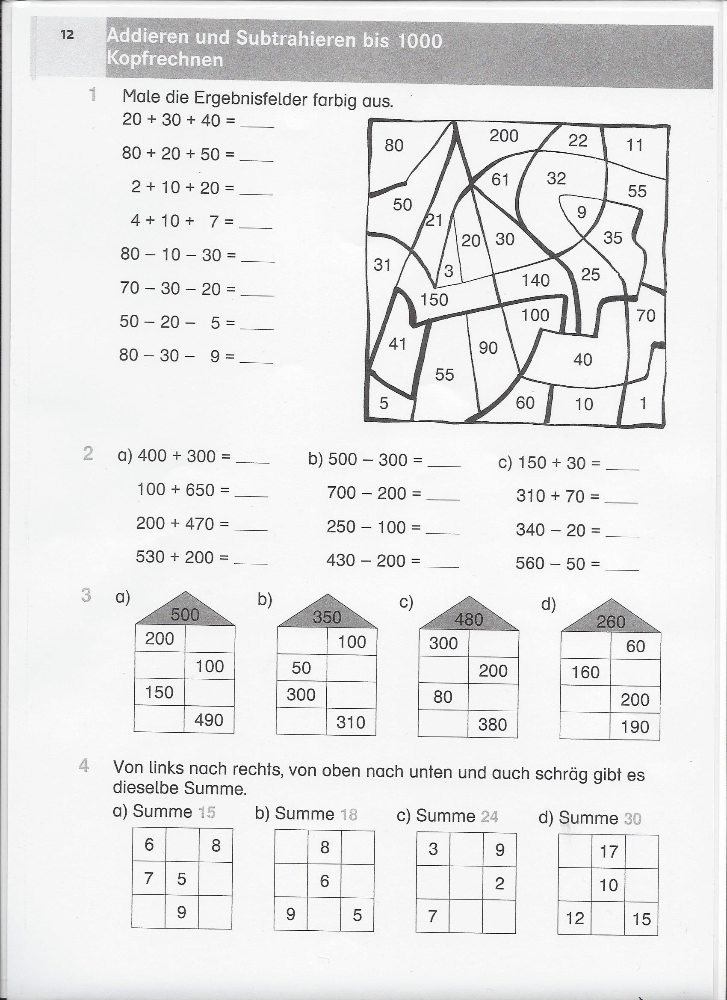 12
Addieren und Subtrahieren bis 1000
Kopfrechnen
1 Male die Ergebnisfelder farbig aus.
20 + 30 + 40 = ____
80 + 20 + 50 = ____
2 + 10 + 20 = ____
4 + 10 + 7 = ____
80 – 10 – 30 = ____
70 – 30 – 20 = ____
50 – 20 – 5 = ____
80 – 30 – 9 = ____
80 200 22 11
61 32 55
50 21 9
20 30 35
31 3 140 25
150 100 70
41 90 40
55
5 60 10 1
2 a) 400 + 300 = ____ b) 500 – 300 = ____ c) 150 + 30 = ____
100 + 650 = ____ 700 – 200 = ____ 310 + 70 = ____
200 + 470 = ____ 250 – 100 = ____ 340 – 20 = ____
530 + 200 = ____ 430 – 200 = ____ 560 – 50 = ____
3 a) b) c) d)
500 350 480 260
200 100 300 60
100 50 200 160
150 300 80 200
490 310 380 190
4 Von links nach rechts, von oben nach unten und auch schräg gibt es
dieselbe Summe.
a) Summe 15 b) Summe 18 c) Summe 24 d) Summe 30
6 8 8 3 9 17
7 5 6 2 10
9 9 5 7 12 15